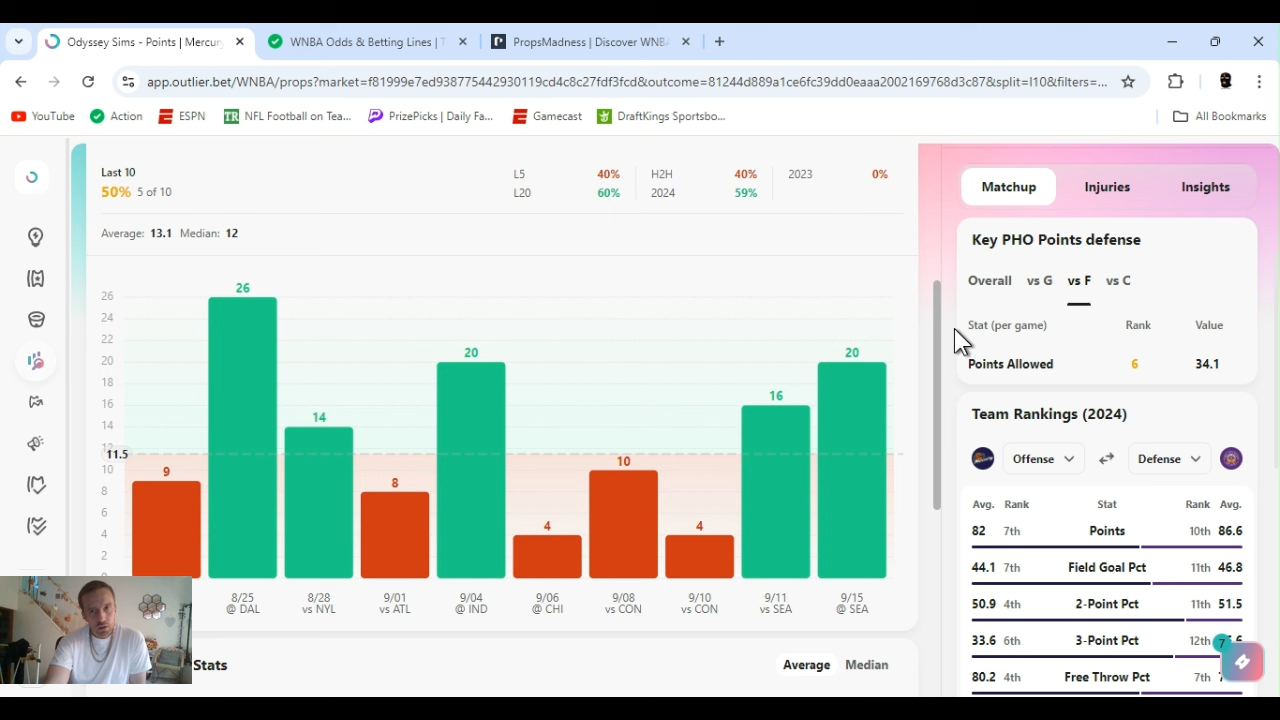 Odyssey Sims - Points | Mercury
WNBA Odds & Betting Lines | T
PropsMadness | Discover WNBA
app.outlier.bet/WNBA/props?market=f81999e7ed938775442930119cd4c8c27fdf3fcd&outcome=81244d889a1ce6fc39dd0eaaa2002169768d3c87&split=l10&filters=...
YouTube Action ESPN NFL Football on Tea... PrizePicks | Daily Fa... Gamecast DraftKings Sportsbo... All Bookmarks
Last 10
50% 5 of 10
L5 40% H2H 40% 2023 0%
L20 60% 2024 59%
Average: 13.1 Median: 12
26
24
22
20
18
16
14
12
11.5
10
8
6
4
2
0
9 26 14 8 20 4 10 4 16 20
8/25 8/28 9/01 9/04 9/06 9/08 9/10 9/11 9/15
@ DAL vs NYL vs ATL @ IND @ CHI vs CON @ CON vs SEA @ SEA
Stats Average Median
Matchup Injuries Insights
Key PHO Points defense
Overall vs G vs F vs C
Stat (per game) Rank Value
Points Allowed 6 34.1
Team Rankings (2024)
Offense Defense
Avg. Rank Stat Rank Avg.
82 7th Points 10th 86.6
44.1 7th Field Goal Pct 11th 46.8
50.9 4th 2-Point Pct 11th 51.5
33.6 6th 3-Point Pct 12th
7
80.2 4th Free Throw Pct 7th